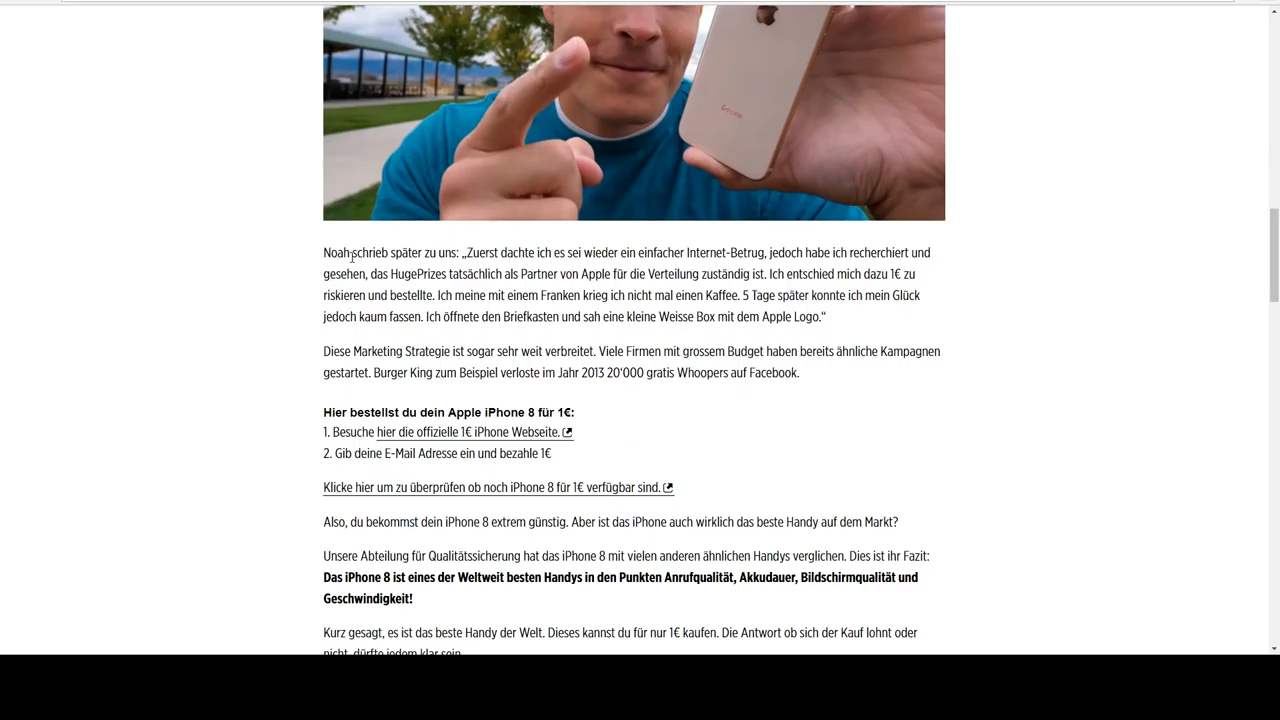 Noah schrieb später zu uns: „Zuerst dachte ich es sei wieder ein einfacher Internet-Betrug, jedoch habe ich recherchiert und
gesehen, das HugePrizes tatsächlich als Partner von Apple für die Verteilung zuständig ist. Ich entschied mich dazu 1€ zu
riskieren und bestellte. Ich meine mit einem Franken krieg ich nicht mal einen Kaffee. 5 Tage später konnte ich mein Glück
jedoch kaum fassen. Ich öffnete den Briefkasten und sah eine kleine Weisse Box mit dem Apple Logo.“
Diese Marketing Strategie ist sogar sehr weit verbreitet. Viele Firmen mit grossem Budget haben bereits ähnliche Kampagnen
gestartet. Burger King zum Beispiel verloste im Jahr 2013 20‘000 gratis Whoopers auf Facebook.
Hier bestellst du dein Apple iPhone 8 für 1€:
1. Besuche hier die offizielle 1€ iPhone Webseite.
2. Gib deine E-Mail Adresse ein und bezahle 1€
Klicke hier um zu überprüfen ob noch iPhone 8 für 1€ verfügbar sind.
Also, du bekommst dein iPhone 8 extrem günstig. Aber ist das iPhone auch wirklich das beste Handy auf dem Markt?
Unsere Abteilung für Qualitätssicherung hat das iPhone 8 mit vielen anderen ähnlichen Handys verglichen. Dies ist ihr Fazit:
Das iPhone 8 ist eines der Weltweit besten Handys in den Punkten Anrufqualität, Akkudauer, Bildschirmqualität und
Geschwindigkeit!
Kurz gesagt, es ist das beste Handy der Welt. Dieses kannst du für nur 1€ kaufen. Die Antwort ob sich der Kauf lohnt oder
nicht, dürfte jedem klar sein.